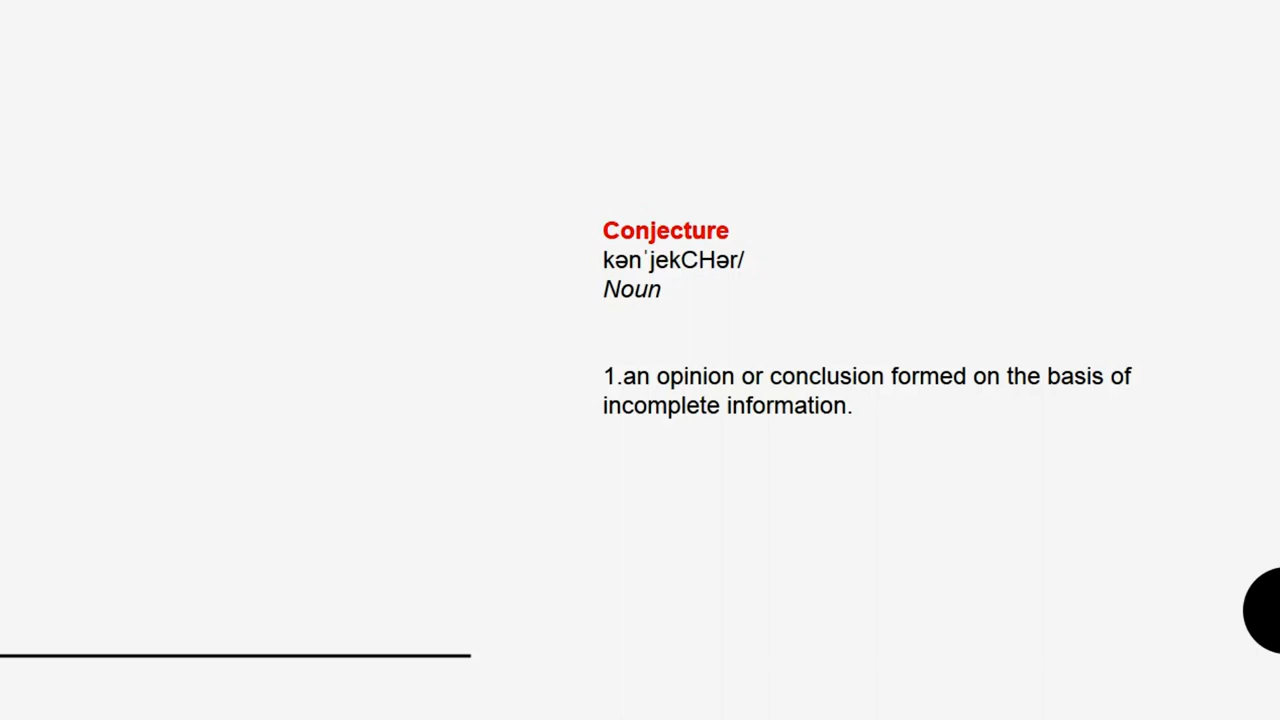 Conjecture
kənˈjekCHər/
Noun
1.an opinion or conclusion formed on the basis of
incomplete information.